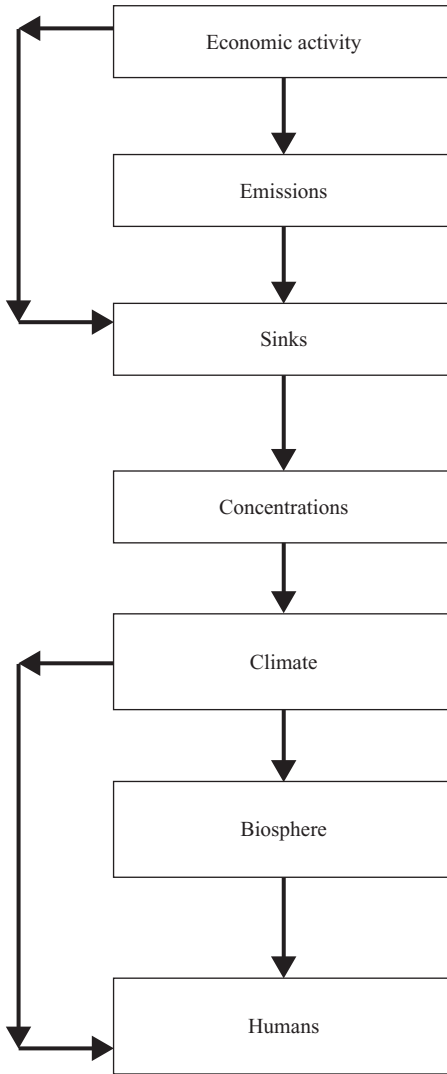 Economic activity
Emissions
Sinks
Concentrations
Climate
Biosphere
Humans